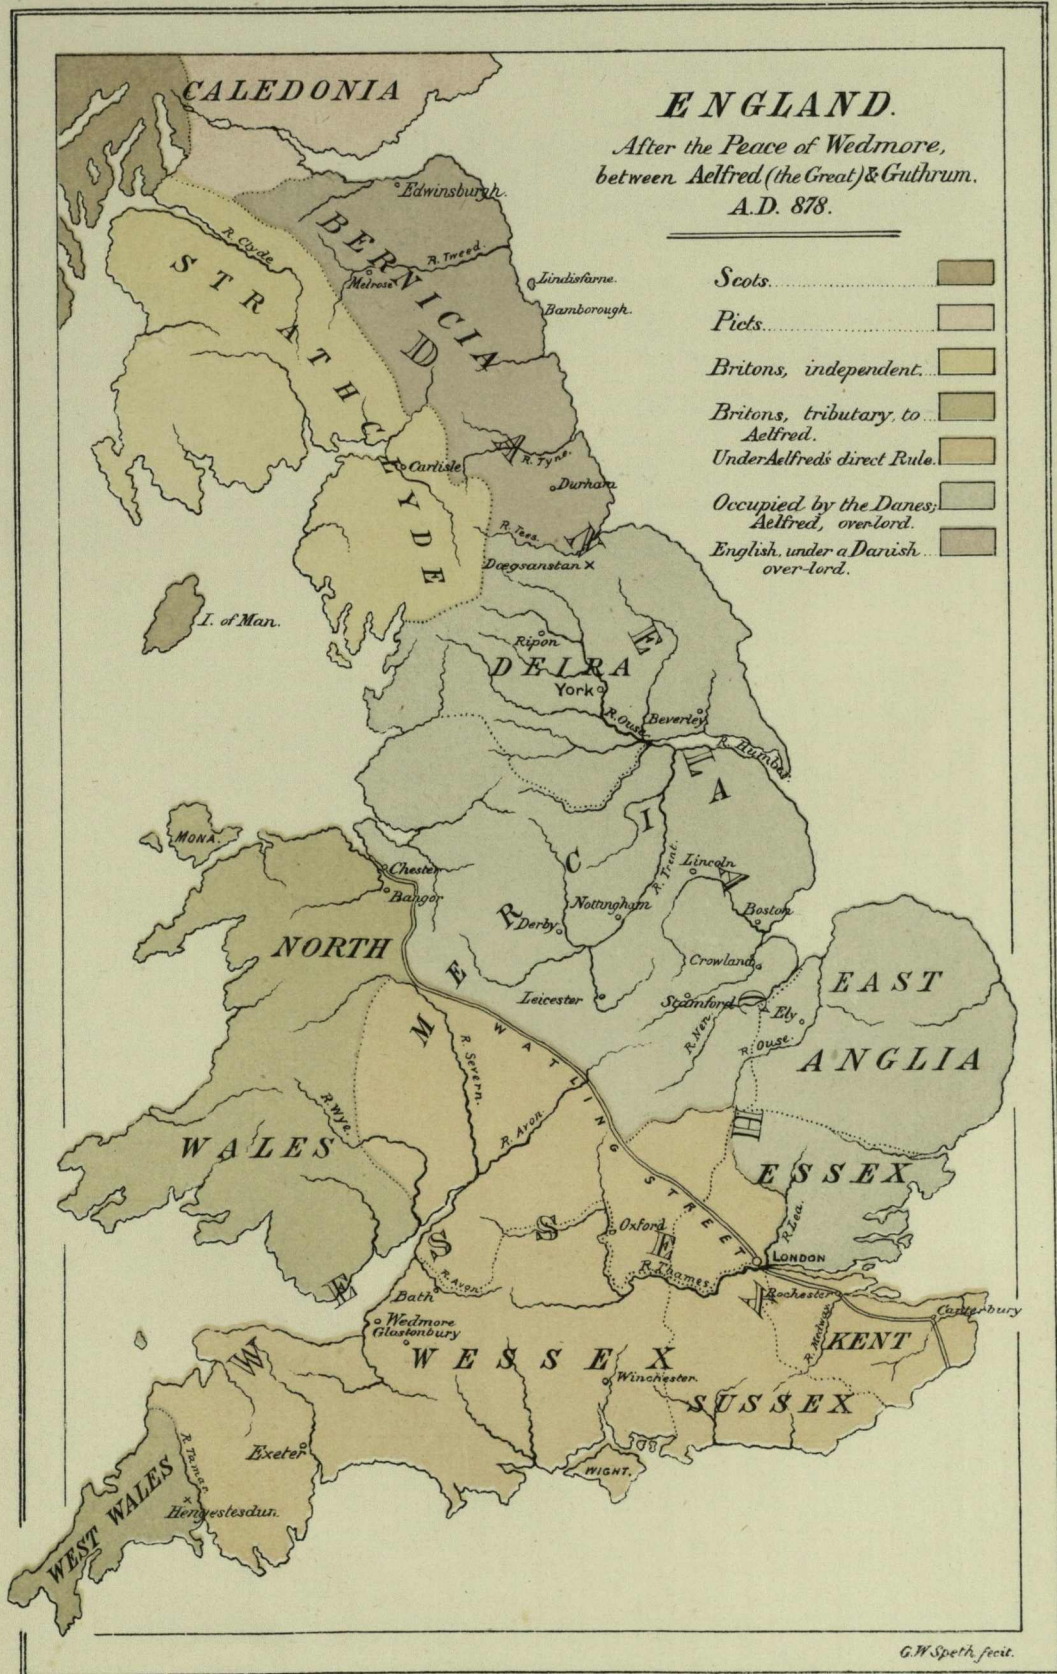 ENGLAND.
After the Peace of Wedmore,
between Aelfred (the Great) & Guthrum.
A.D. 878.
Scots
Picts
Britons, independent.
Britons, tributary, to
Aelfred.
Under Aelfred's direct Rule.
Occupied by the Danes;
Aelfred, over-lord.
English, under a Danish
over-lord.
CALEDONIA
Edwinsburgh.
BERNICIA
R. Clyde
R. Tweed
Melrose
Lindisfarne.
Bamborough.
STRATHCLYDE
DANELAGH
Carlisle
R. Tyne.
Durham
R. Tees.
Dægsanstan ×
I. of Man.
Ripon
DEIRA
York
R. Ouse
Beverley
R. Humber
MERCIA
MONA.
Chester
Bangor
R. Trent.
Lincoln
Nottingham
Derby
Boston
NORTH
WALES
Crowland
Leicester
Stamford
Ely
EAST
ANGLIA
R. Nen.
R. Ouse.
WATLING STREET
R. Severn.
R. Wye.
R. Avon.
ESSEX
R. Lea.
Oxford
LONDON
R. Thames.
R. Avon.
WESSEX
Bath
Wedmore
Glastonbury
Rochester
Canterbury
R. Medway
KENT
WESSEX
Winchester.
SUSSEX
Exeter
WIGHT.
R. Tamar
Hengestesdun.
WEST WALES
G. W Speth fecit.